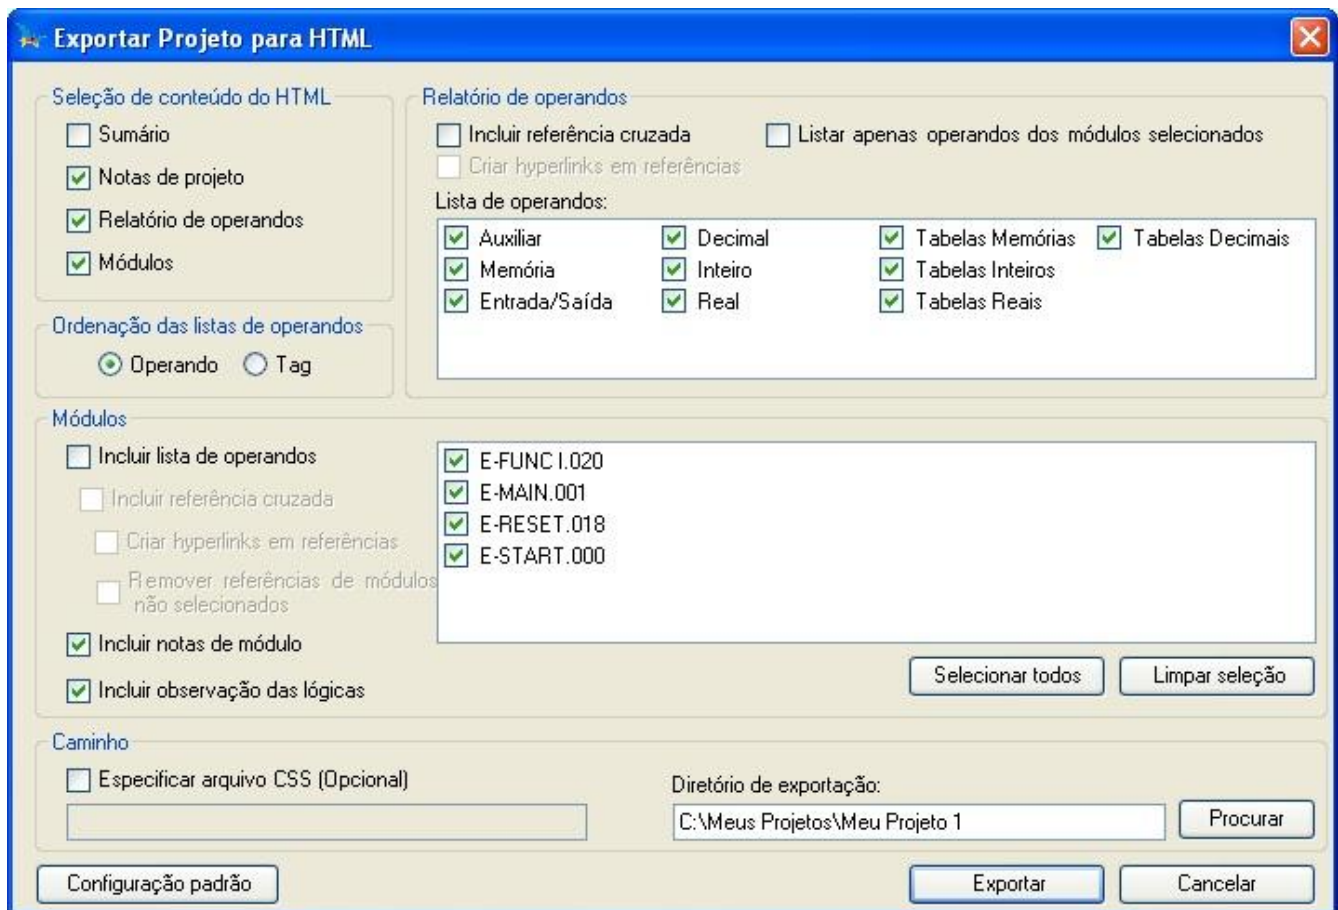 Exportar Projeto para HTML
Seleção de conteúdo do HTML
Sumário
Notas de projeto
Relatório de operandos
Módulos
Relatório de operandos
Incluir referência cruzada
Listar apenas operandos dos módulos selecionados
Criar hyperlinks em referências
Lista de operandos:
Auxiliar
Decimal
Tabelas Memórias
Tabelas Decimais
Memória
Inteiro
Tabelas Inteiros
Entrada/Saída
Real
Tabelas Reais
Ordenação das listas de operandos
Operando
Tag
Módulos
Incluir lista de operandos
Incluir referência cruzada
Criar hyperlinks em referências
Remover referências de módulos
não selecionados
Incluir notas de módulo
Incluir observação das lógicas
E-FUNC I.020
E-MAIN.001
E-RESET.018
E-START.000
Selecionar todos
Limpar seleção
Caminho
Especificar arquivo CSS (Opcional)
Diretório de exportação:
C:\Meus Projetos\Meu Projeto 1
Procurar
Configuração padrão
Exportar
Cancelar